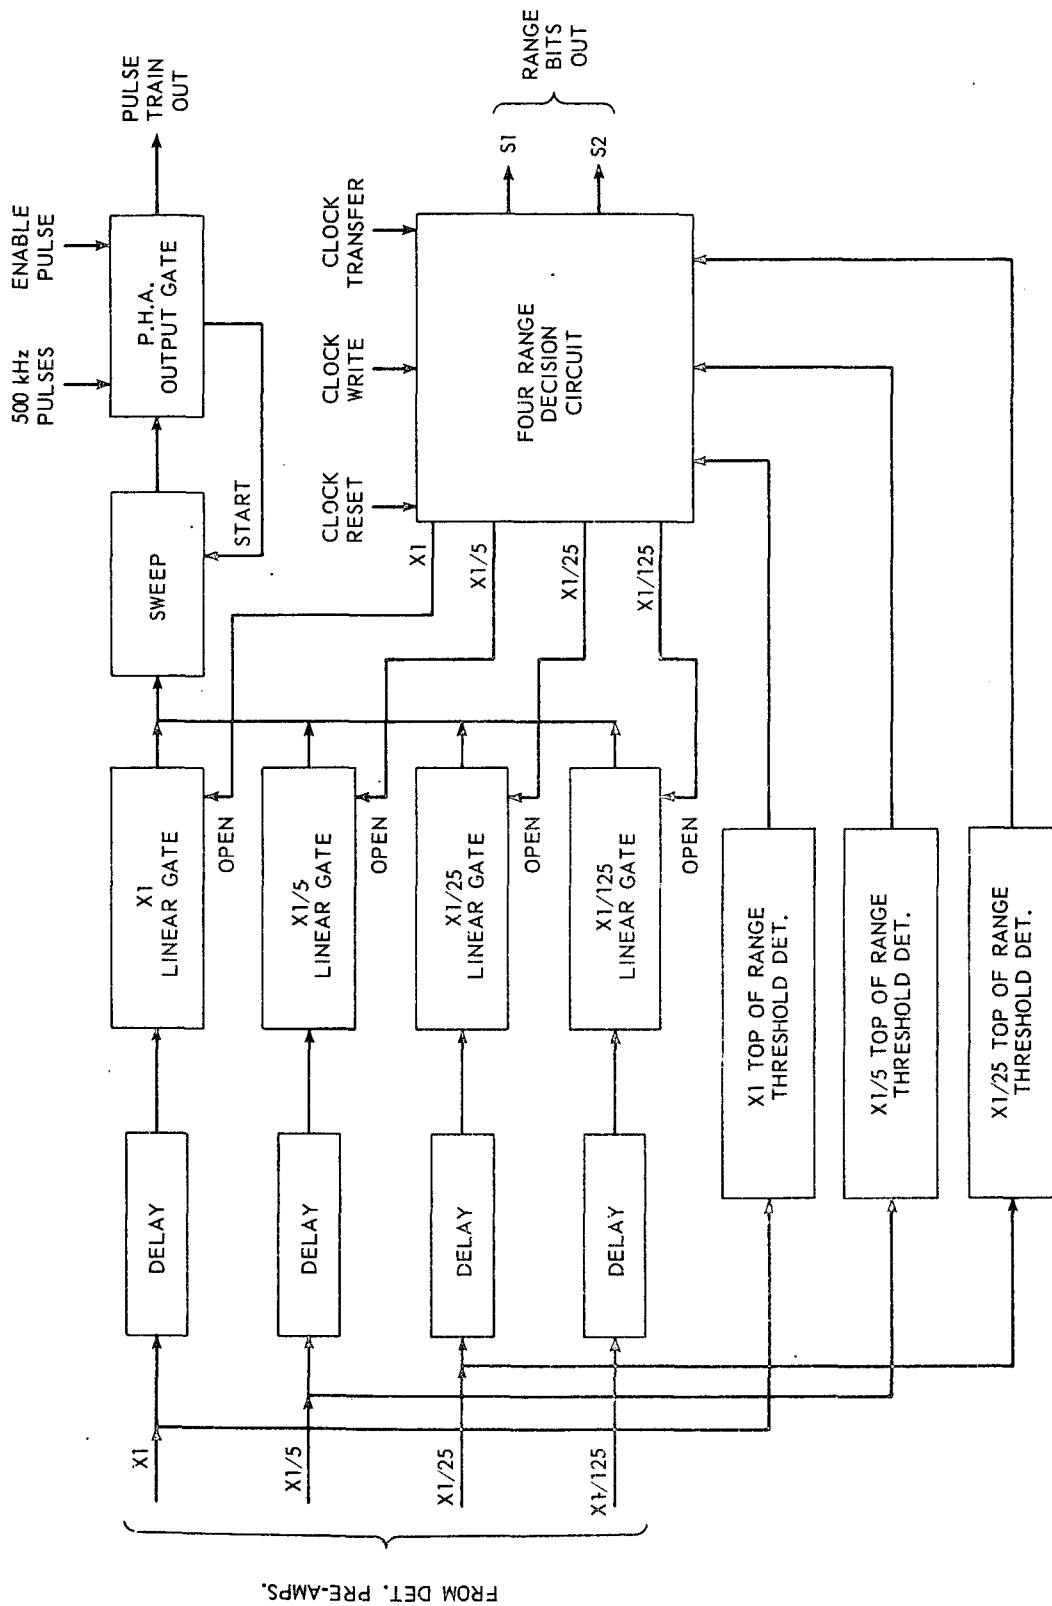 FROM DET. PRE-AMPS.
X1
X1/5
X1/25
X1/125
DELAY
DELAY
DELAY
DELAY
X1
LINEAR GATE
X1/5
LINEAR GATE
X1/25
LINEAR GATE
X1/125
LINEAR GATE
OPEN
OPEN
OPEN
OPEN
X1 TOP OF RANGE
THRESHOLD DET.
X1/5 TOP OF RANGE
THRESHOLD DET.
X1/25 TOP OF RANGE
THRESHOLD DET.
SWEEP
START
500 kHz
PULSES
ENABLE
PULSE
P.H.A.
OUTPUT GATE
PULSE
TRAIN
OUT
X1
X1/5
X1/25
X1/125
CLOCK
RESET
CLOCK
WRITE
CLOCK
TRANSFER
FOUR RANGE
DECISION
CIRCUIT
S1
S2
RANGE
BITS
OUT